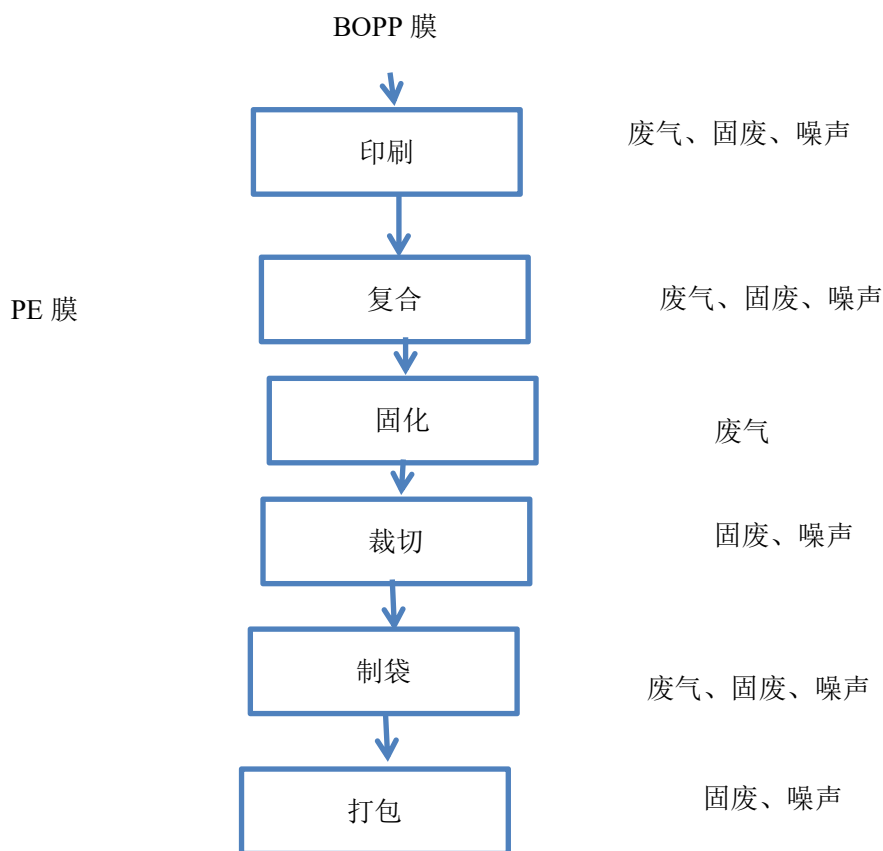 BOPP 膜
印刷
废气、固废、噪声
PE 膜
复合
废气、固废、噪声
固化
废气
裁切
固废、噪声
制袋
废气、固废、噪声
打包
固废、噪声